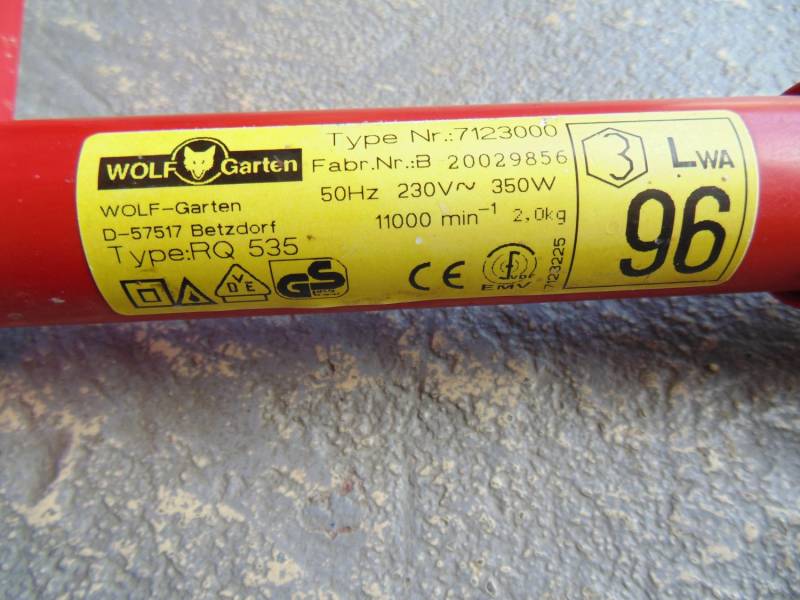 WOLF Garten
WOLF-Garten
D-57517 Betzdorf
Type:RQ 535
DVE
GS
Type Nr.:7123000
Fabr.Nr.:B 20029856
50Hz 230V~ 350W
11000 min⁻¹ 2,0kg
CE
VDE
EMV
7123225
3
LWA
96